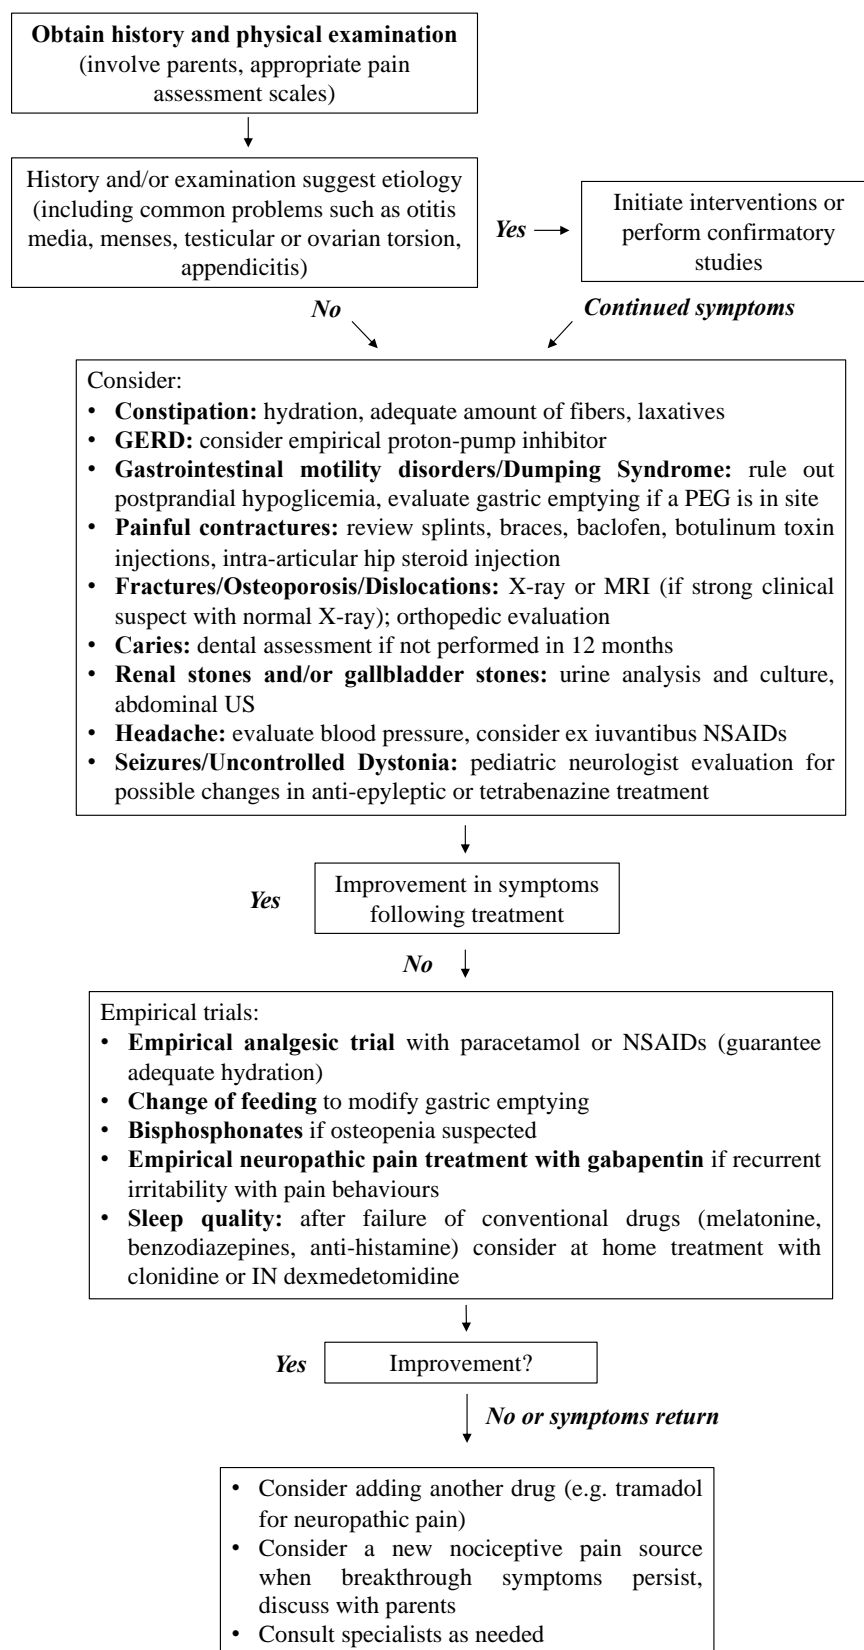 Obtain history and physical examination
(involve parents, appropriate pain
assessment scales)
History and/or examination suggest etiology
(including common problems such as otitis
media, menses, testicular or ovarian torsion,
appendicitis)
Yes
Initiate interventions or
perform confirmatory
studies
No
Continued symptoms
Consider:
• Constipation: hydration, adequate amount of fibers, laxatives
• GERD: consider empirical proton-pump inhibitor
• Gastrointestinal motility disorders/Dumping Syndrome: rule out
postprandial hypoglicemia, evaluate gastric emptying if a PEG is in site
• Painful contractures: review splints, braces, baclofen, botulinum toxin
injections, intra-articular hip steroid injection
• Fractures/Osteoporosis/Dislocations: X-ray or MRI (if strong clinical
suspect with normal X-ray); orthopedic evaluation
• Caries: dental assessment if not performed in 12 months
• Renal stones and/or gallbladder stones: urine analysis and culture,
abdominal US
• Headache: evaluate blood pressure, consider ex iuvantibus NSAIDs
• Seizures/Uncontrolled Dystonia: pediatric neurologist evaluation for
possible changes in anti-epyleptic or tetrabenazine treatment
Yes
Improvement in symptoms
following treatment
No
Empirical trials:
• Empirical analgesic trial with paracetamol or NSAIDs (guarantee
adequate hydration)
• Change of feeding to modify gastric emptying
• Bisphosphonates if osteopenia suspected
• Empirical neuropathic pain treatment with gabapentin if recurrent
irritability with pain behaviours
• Sleep quality: after failure of conventional drugs (melatonine,
benzodiazepines, anti-histamine) consider at home treatment with
clonidine or IN dexmedetomidine
Yes
Improvement?
No or symptoms return
• Consider adding another drug (e.g. tramadol
for neuropathic pain)
• Consider a new nociceptive pain source
when breakthrough symptoms persist,
discuss with parents
• Consult specialists as needed